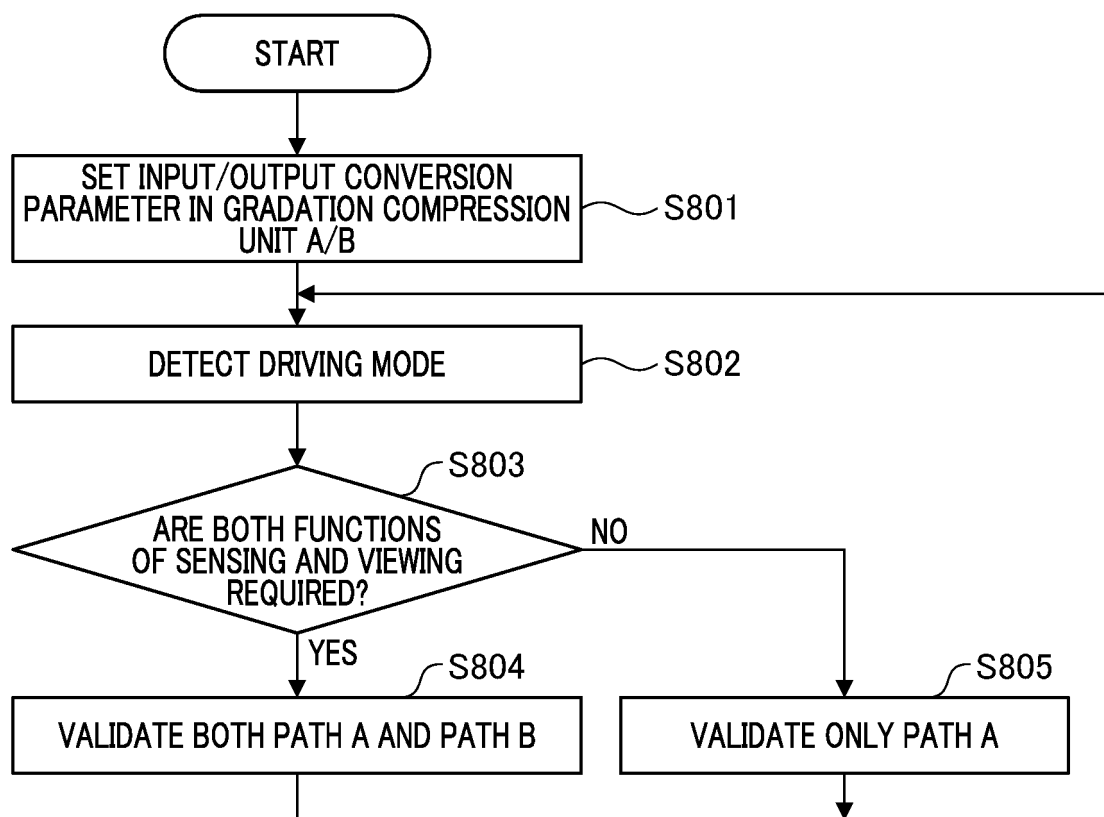 START
SET INPUT/OUTPUT CONVERSION
PARAMETER IN GRADATION COMPRESSION
UNIT A/B
S801
DETECT DRIVING MODE
S802
S803
ARE BOTH FUNCTIONS
OF SENSING AND VIEWING
REQUIRED?
NO
YES
S804
VALIDATE BOTH PATH A AND PATH B
S805
VALIDATE ONLY PATH A